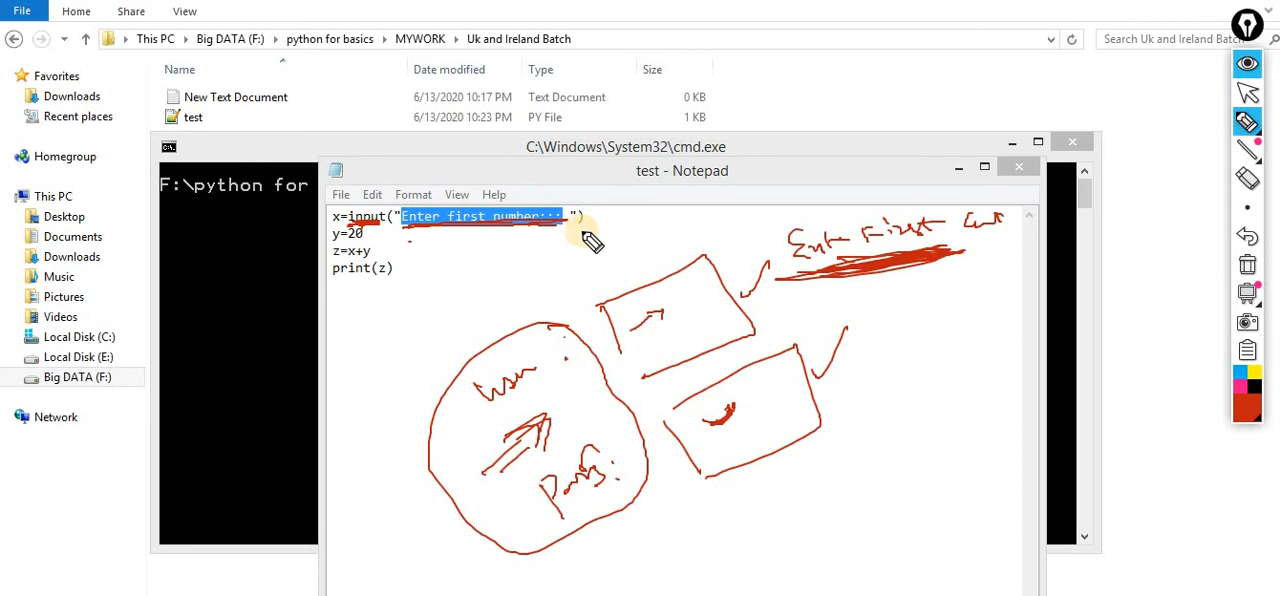 File Home Share View
This PC Big DATA (F:) python for basics MYWORK Uk and Ireland Batch Search Uk and Ireland Batch
Name Date modified Type Size
Favorites
Downloads
Recent places
Homegroup
This PC
Desktop
Documents
Downloads
Music
Pictures
Videos
Local Disk (C:)
Local Disk (E:)
Big DATA (F:)
Network
New Text Document 6/13/2020 10:17 PM Text Document 0 KB
test 6/13/2020 10:23 PM PY File 1 KB
C:\Windows\System32\cmd.exe
F:\python for
test - Notepad
File Edit Format View Help
x=input("Enter first number::: ")
y=20
z=x+y
print(z)
First